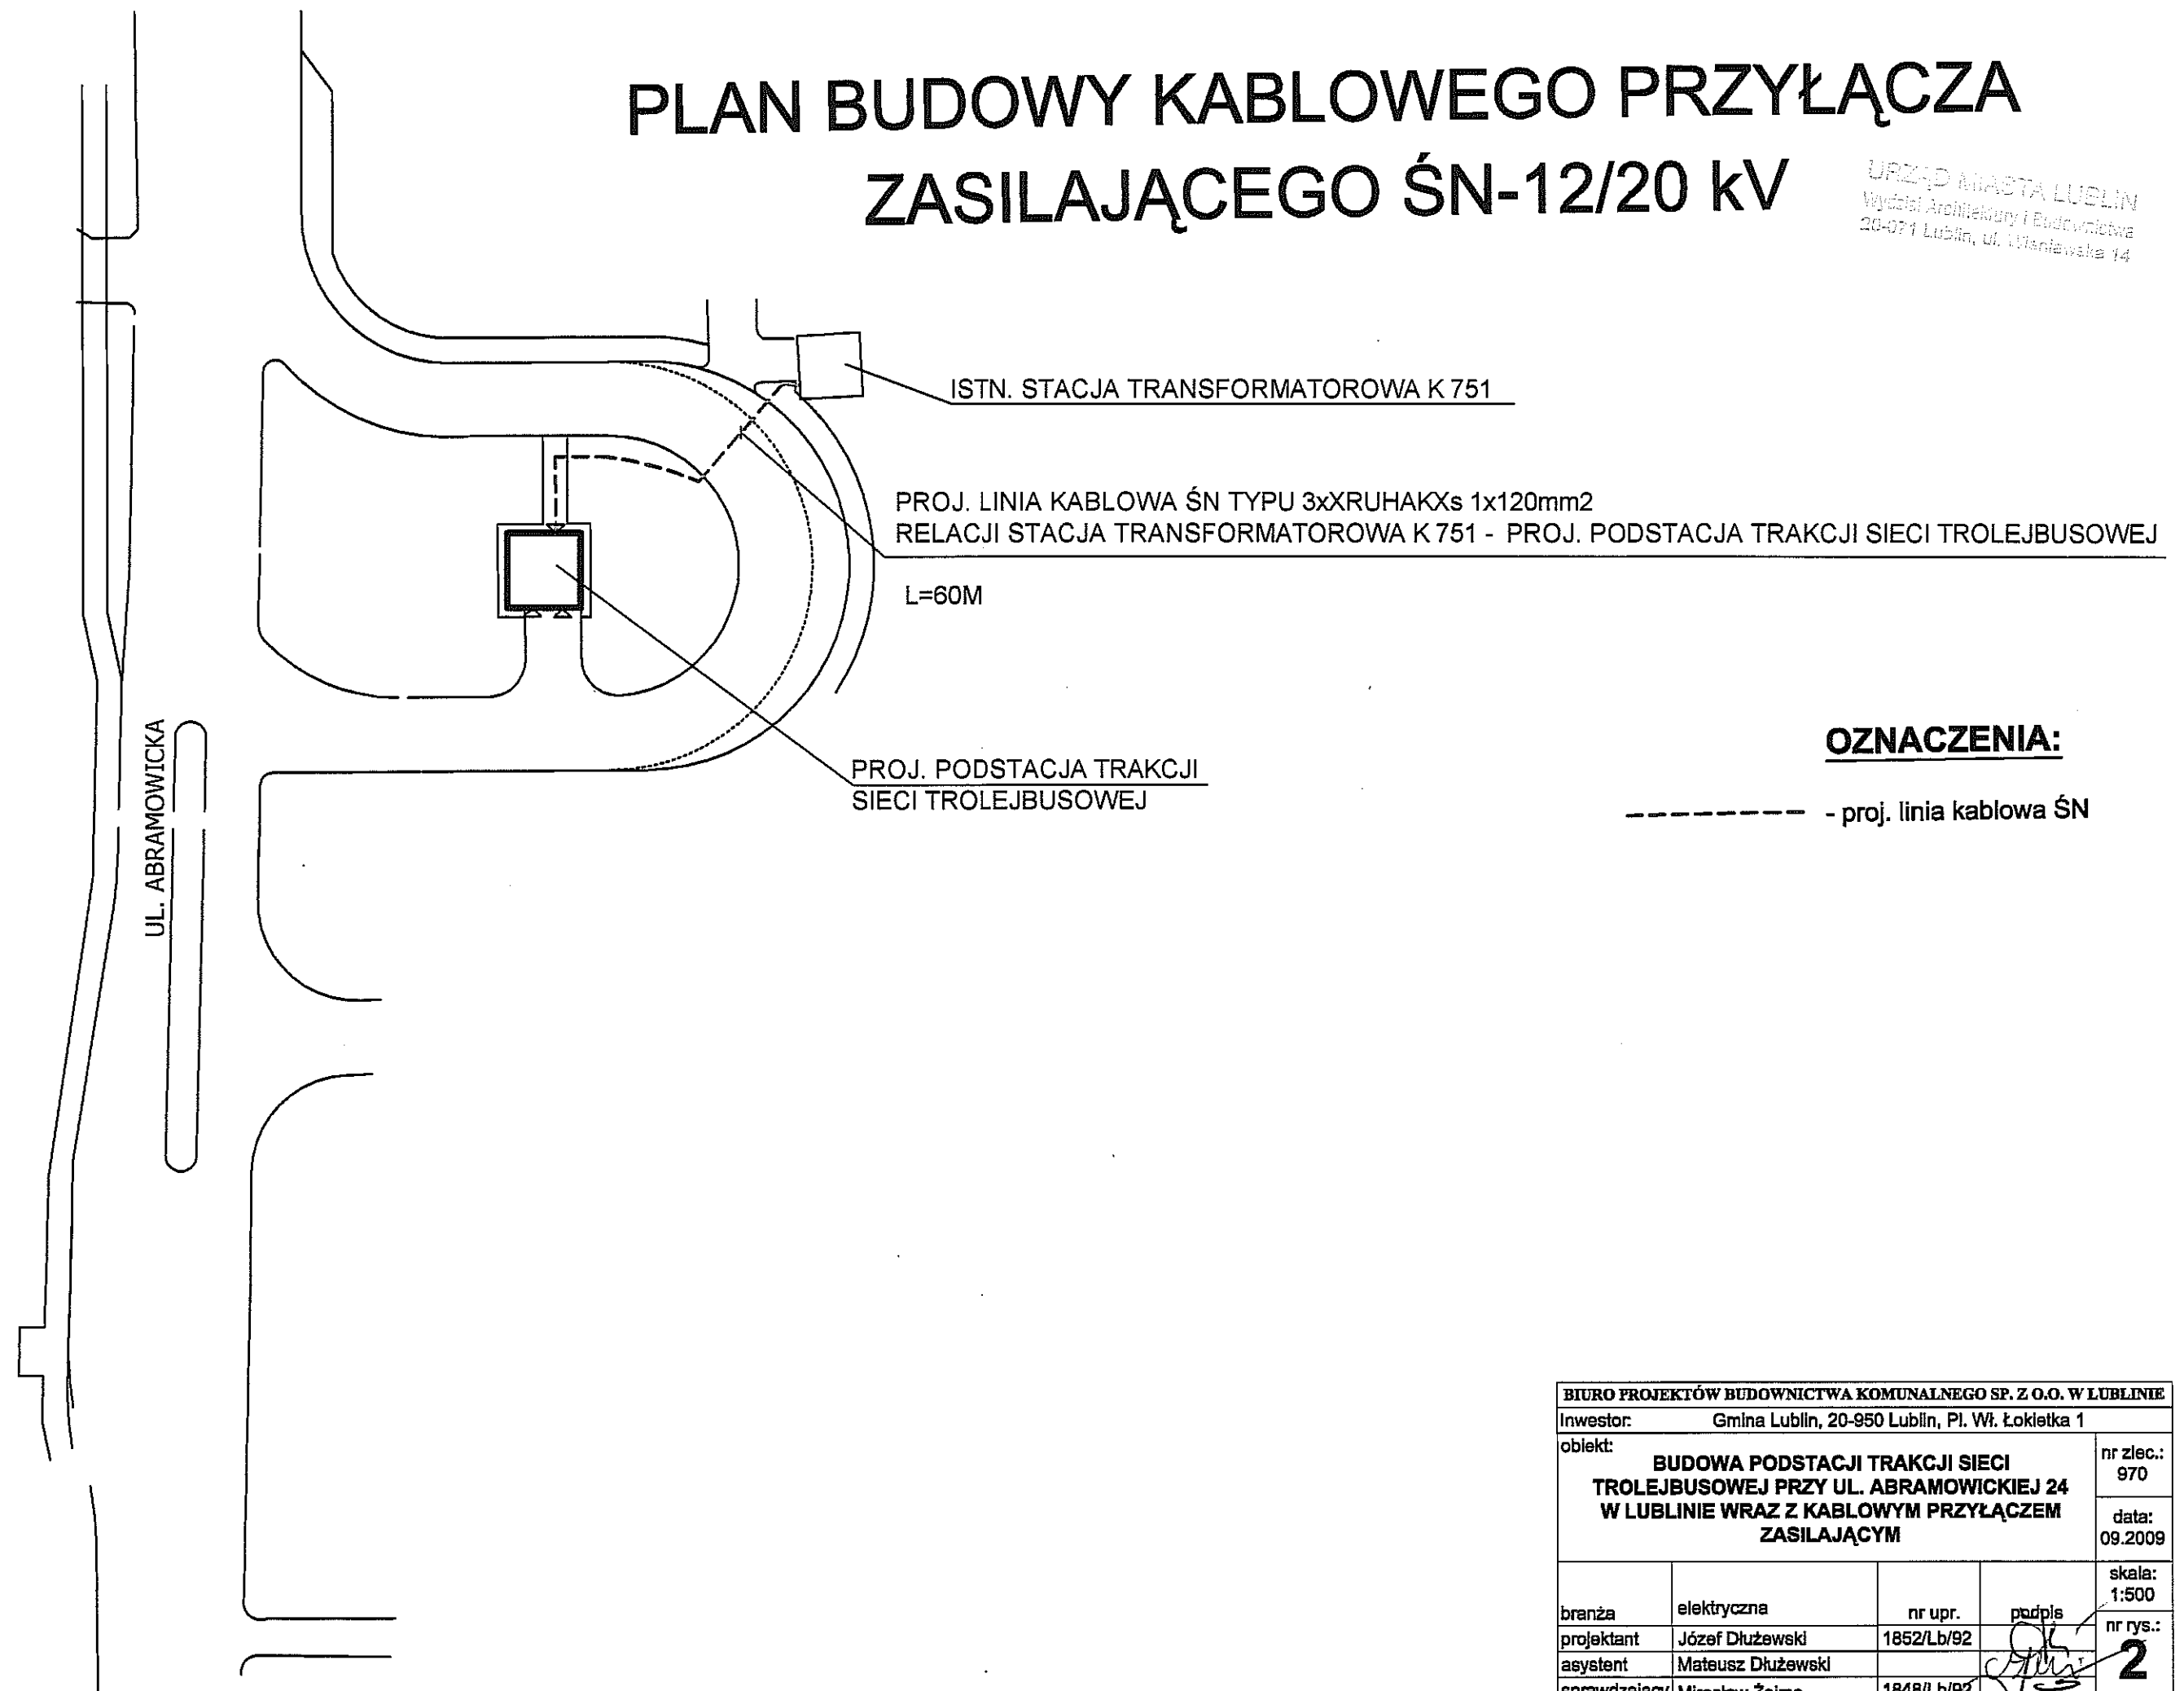 PLAN BUDOWY KABLOWEGO PRZYŁĄCZA
ZASILAJĄCEGO ŚN-12/20 kV
URZĄD MIASTA LUBLIN
Wydział Architektury i Budownictwa
20-071 Lublin, ul. Wieniawska 14
ISTN. STACJA TRANSFORMATOROWA K 751
PROJ. LINIA KABLOWA ŚN TYPU 3xXRUHAKXs 1x120mm2
RELACJI STACJA TRANSFORMATOROWA K 751 - PROJ. PODSTACJA TRAKCJI SIECI TROLEJBUSOWEJ
L=60M
PROJ. PODSTACJA TRAKCJI
SIECI TROLEJBUSOWEJ
UL. ABRAMOWICKA
OZNACZENIA:
- proj. linia kablowa ŚN
BIURO PROJEKTÓW BUDOWNICTWA KOMUNALNEGO SP. Z O.O. W LUBLINIE
Inwestor: Gmina Lublin, 20-950 Lublin, Pl. Wł. Łokietka 1
obiekt:
BUDOWA PODSTACJI TRAKCJI SIECI
TROLEJBUSOWEJ PRZY UL. ABRAMOWICKIEJ 24
W LUBLINIE WRAZ Z KABLOWYM PRZYŁĄCZEM
ZASILAJĄCYM
nr zlec.:
970
data:
09.2009
skala:
1:500
branża elektryczna nr upr. podpis
nr rys.:
2
projektant Józef Dłużewski 1852/Lb/92
asystent Mateusz Dłużewski
sprawdzający Mirosław 1848/Lb/92